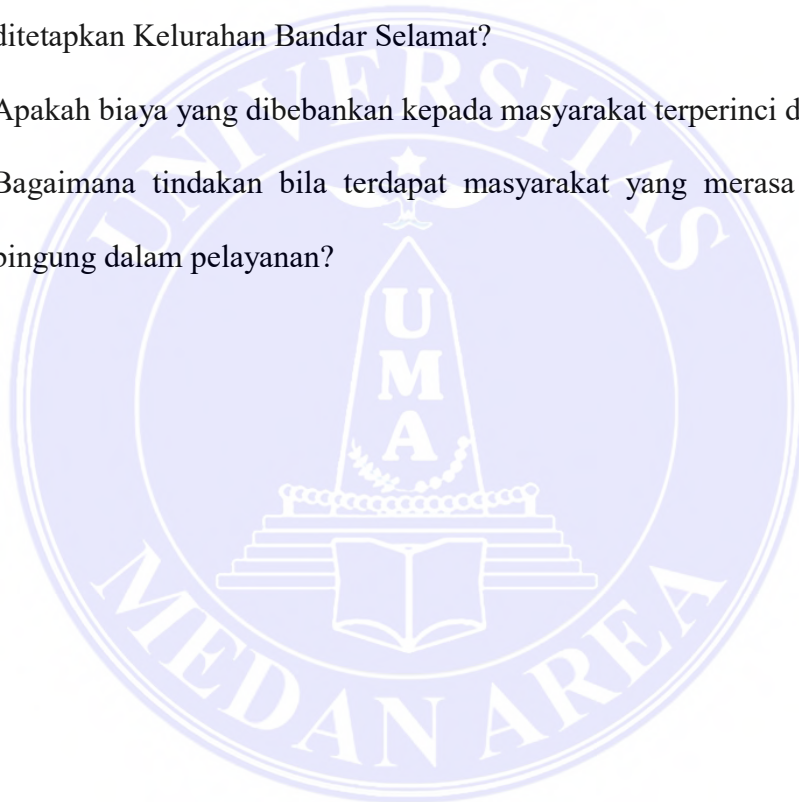 ditetapkan Kelurahan Bandar Selamat?
Apakah biaya yang dibebankan kepada masyarakat terperinci d
Bagaimana tindakan bila terdapat masyarakat yang merasa
bingung dalam pelayanan?
UNIVERSITAS
UMA
MEDAN AREA